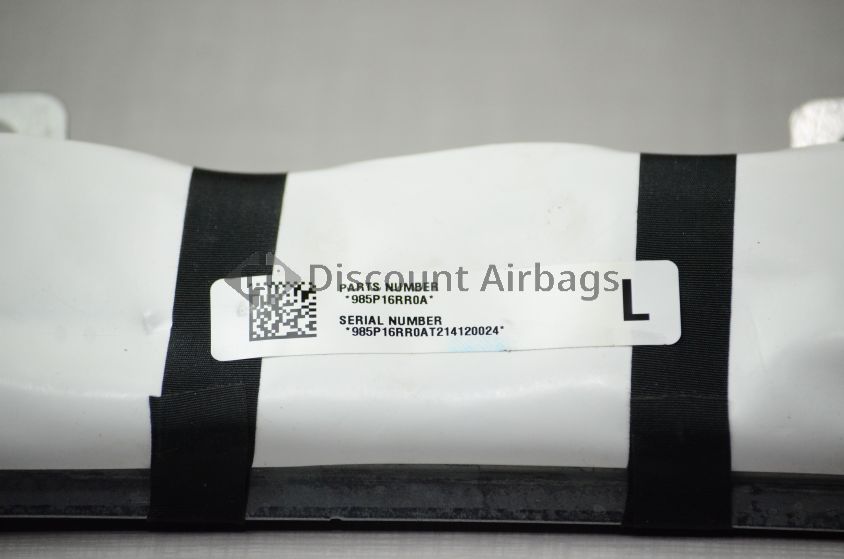 Discount Airbags
PARTS NUMBER
*985P16RR0A*
SERIAL NUMBER
*985P16RR0AT214120024*
L